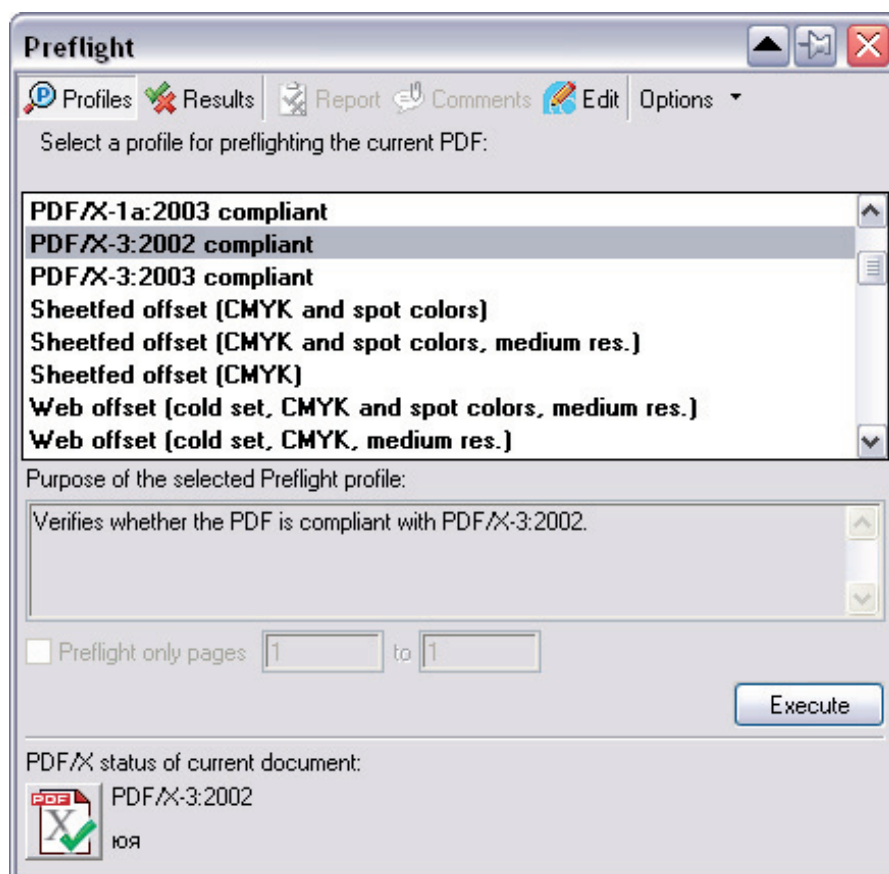 Preflight
Profiles Results Report Comments Edit Options
Select a profile for preflighting the current PDF:
PDF/X-1a:2003 compliant
PDF/X-3:2002 compliant
PDF/X-3:2003 compliant
Sheetfed offset (CMYK and spot colors)
Sheetfed offset (CMYK and spot colors, medium res.)
Sheetfed offset (CMYK)
Web offset (cold set, CMYK and spot colors, medium res.)
Web offset (cold set, CMYK, medium res.)
Purpose of the selected Preflight profile:
Verifies whether the PDF is compliant with PDF/X-3:2002.
Preflight only pages 1 to 1
Execute
PDF/X status of current document:
PDF X PDF/X-3:2002
юя